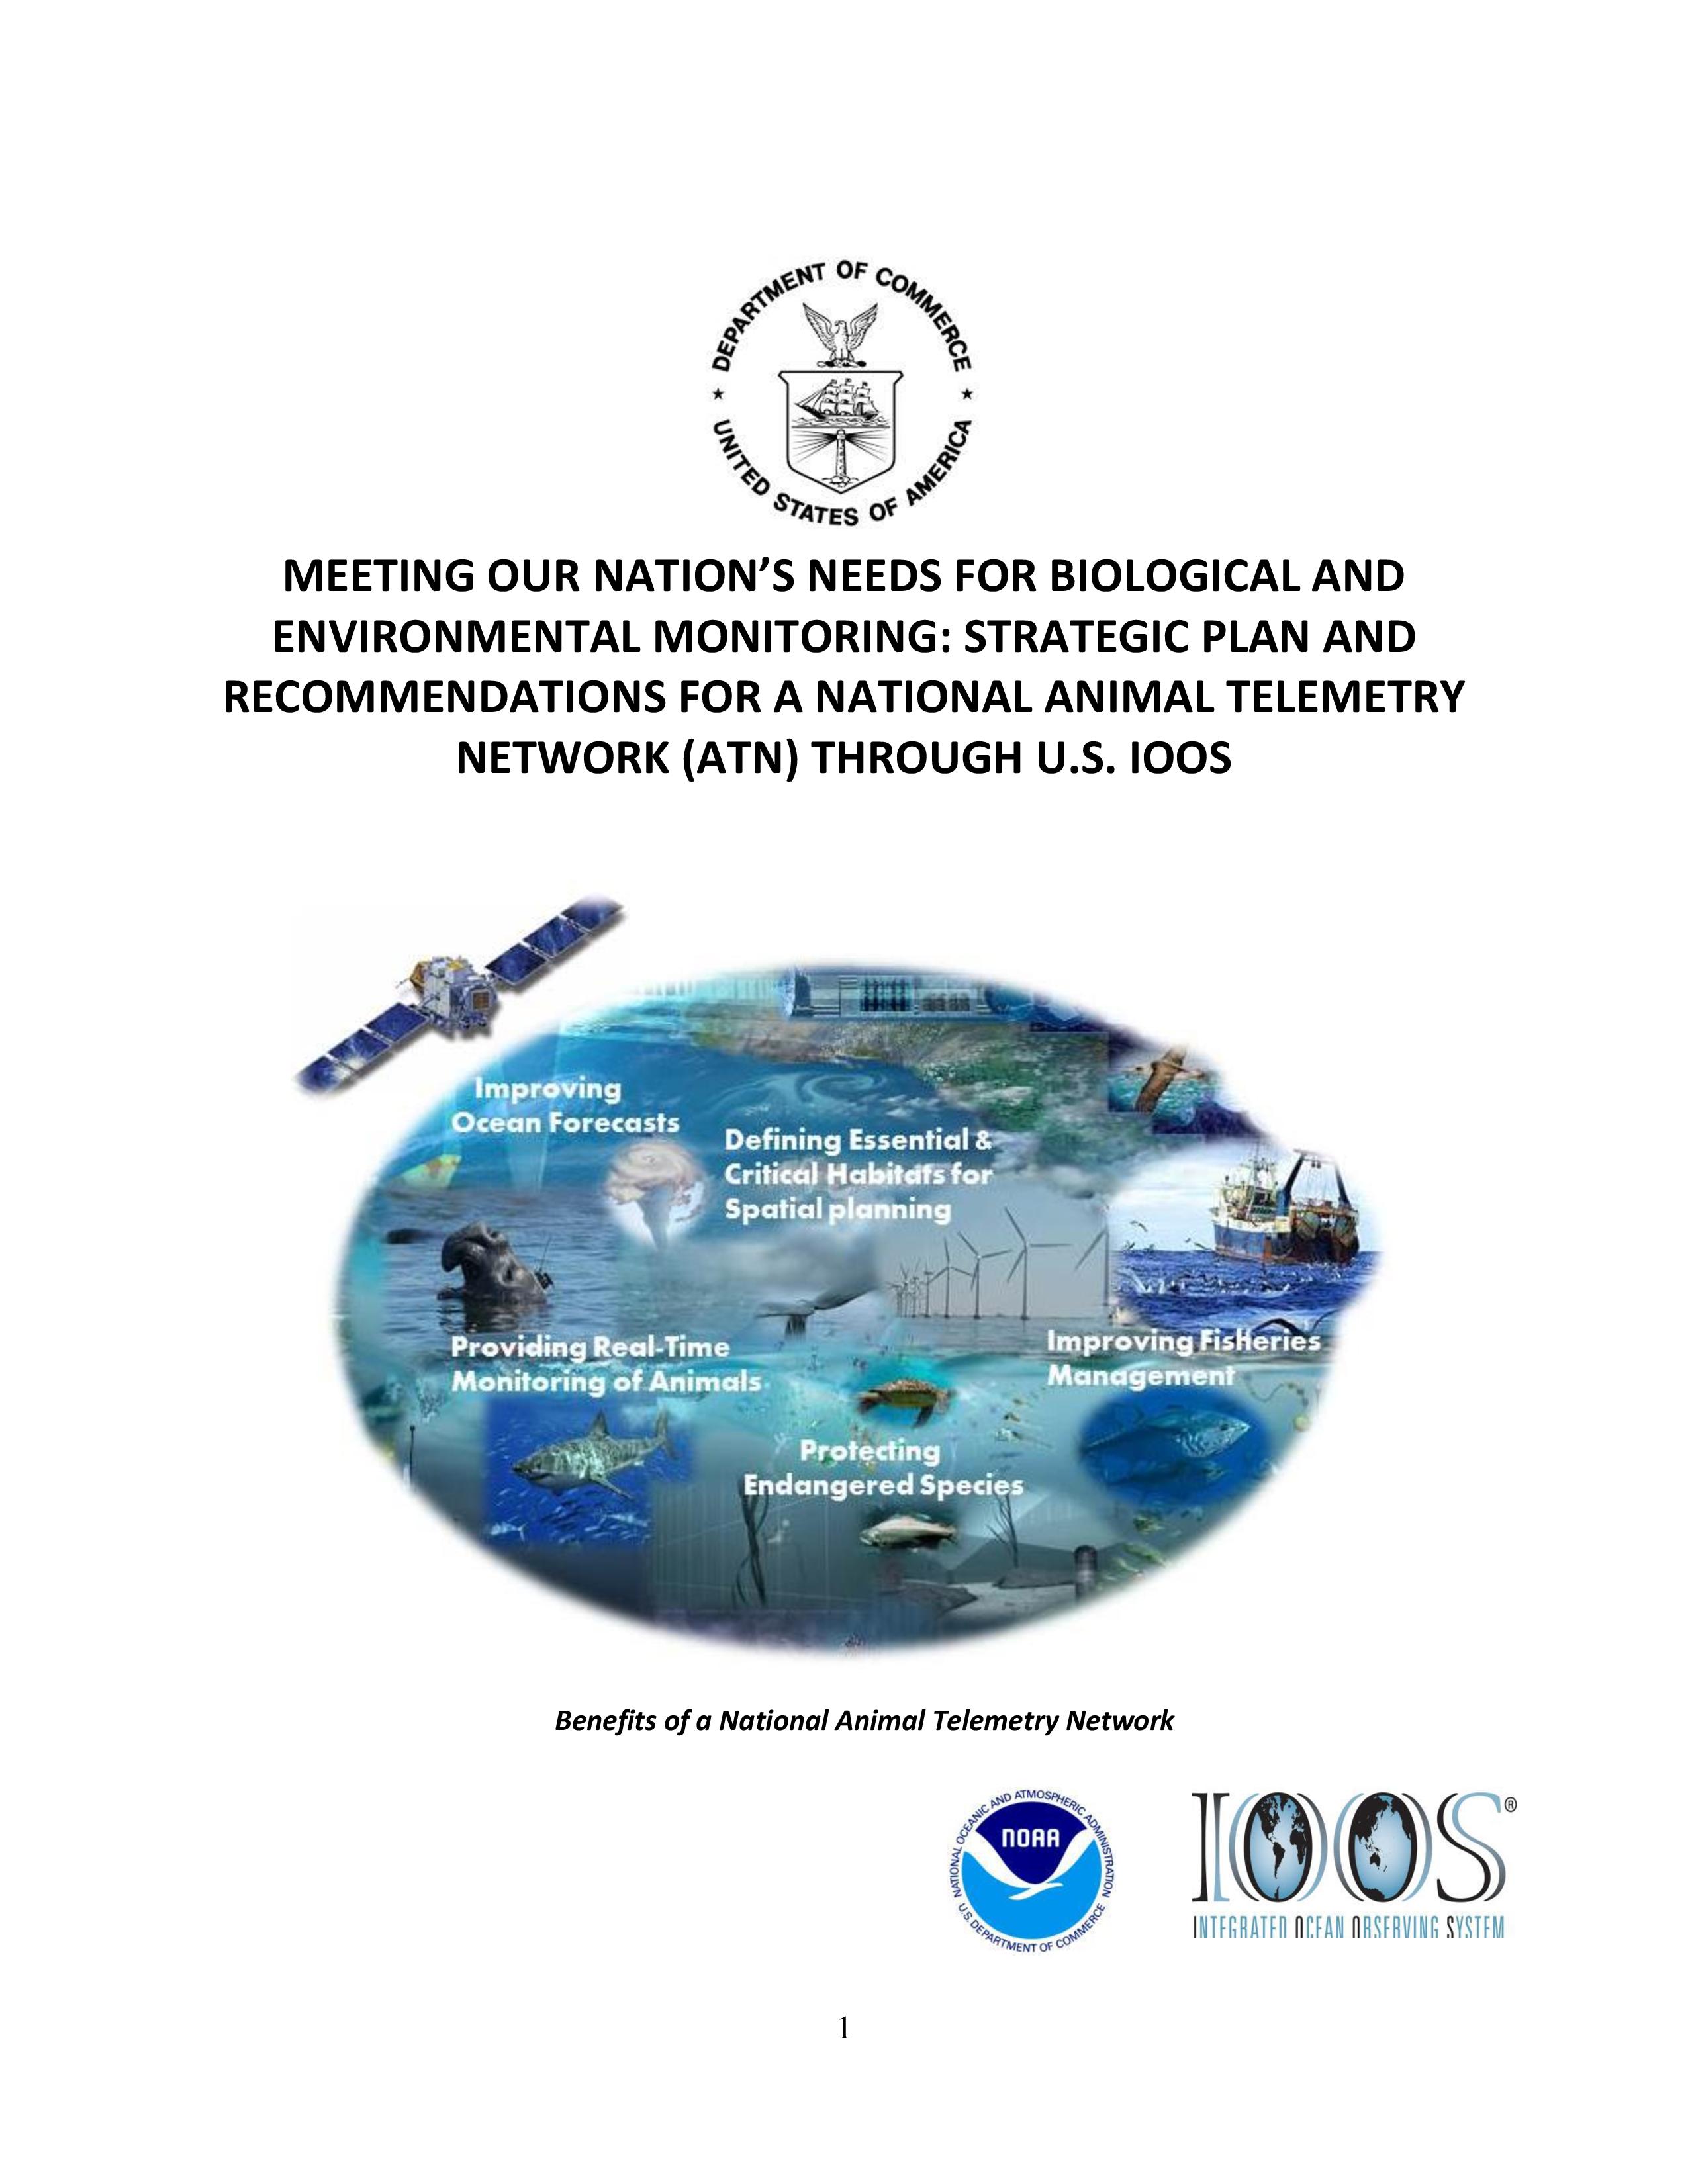 DEPARTMENT OF COMMERCE
UNITED STATES OF AMERICA
MEETING OUR NATION’S NEEDS FOR BIOLOGICAL AND
ENVIRONMENTAL MONITORING: STRATEGIC PLAN AND
RECOMMENDATIONS FOR A NATIONAL ANIMAL TELEMETRY
NETWORK (ATN) THROUGH U.S. IOOS
Improving
Ocean Forecasts
Defining Essential &
Critical Habitats for
Spatial planning
Providing Real-Time
Monitoring of Animals
Improving Fisheries
Management
Protecting
Endangered Species
Benefits of a National Animal Telemetry Network
NATIONAL OCEANIC AND ATMOSPHERIC ADMINISTRATION
NOAA
U.S. DEPARTMENT OF COMMERCE
IOOS®
INTEGRATED OCEAN OBSERVING SYSTEM
1